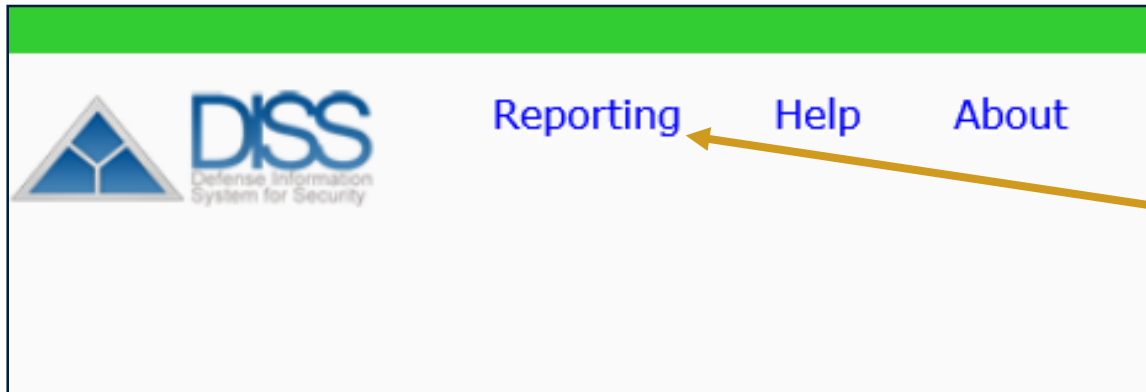 DISS
Defense Information
System for Security
Reporting Help About